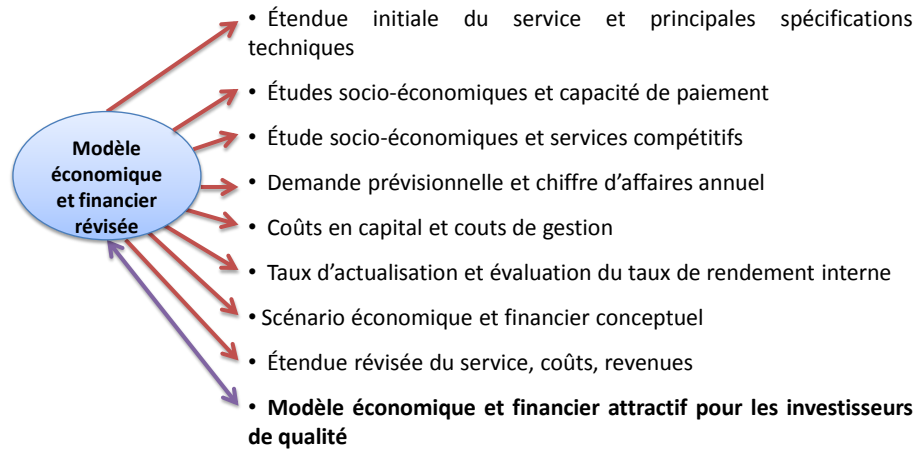 • Étendue initiale du service et principales spécifications
techniques
• Études socio-économiques et capacité de paiement
• Étude socio-économiques et services compétitifs
Modèle
économique
et financier
révisée
• Demande prévisionnelle et chiffre d’affaires annuel
• Coûts en capital et couts de gestion
• Taux d’actualisation et évaluation du taux de rendement interne
• Scénario économique et financier conceptuel
• Étendue révisée du service, coûts, revenues
• Modèle économique et financier attractif pour les investisseurs
de qualité